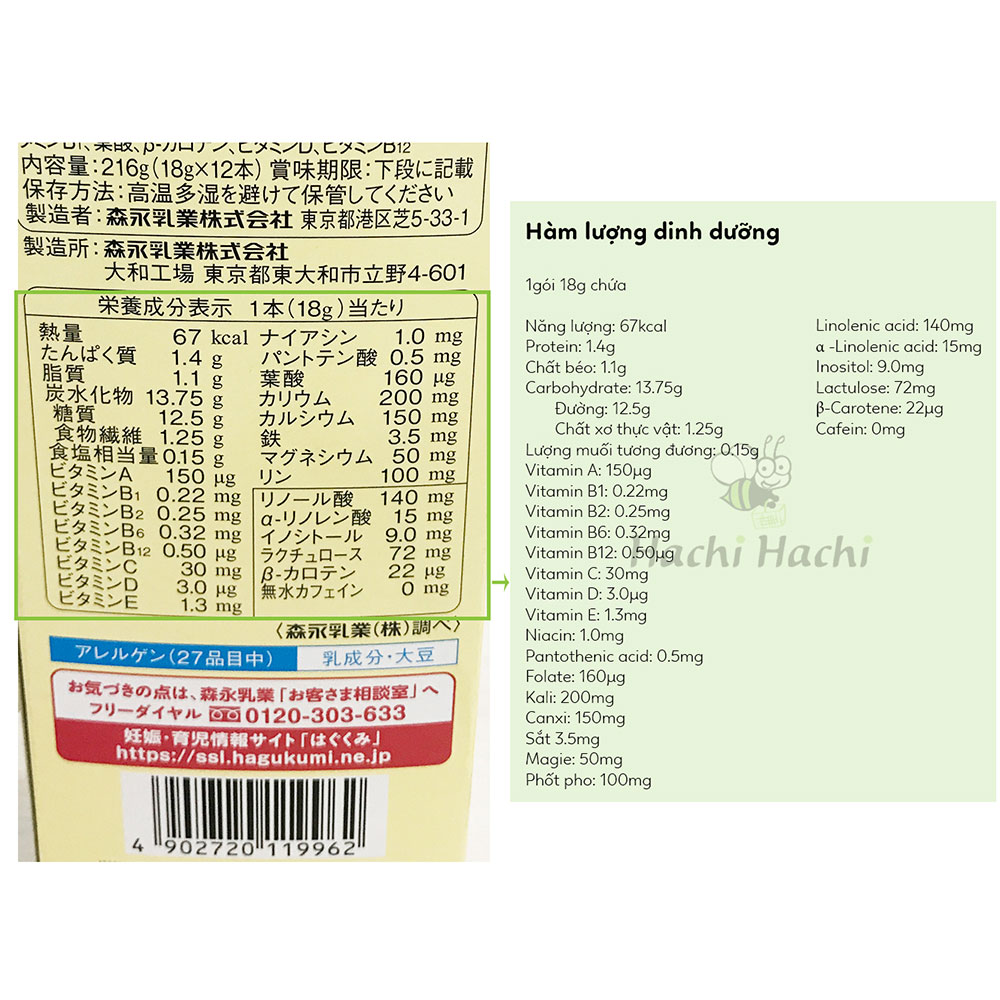 ミンB1、葉酸、β-カロテン、ビタミンD、ビタミンB12
内容量:216g(18g×12本) 賞味期限:下段に記載
保存方法:高温多湿を避けて保管してください
製造者:森永乳業株式会社 東京都港区芝5-33-1
製造所:森永乳業株式会社
大和工場 東京都東大和市立野4-601
栄養成分表示 1本(18g)当たり
熱量 67 kcal
たんぱく質 1.4 g
脂質 1.1 g
炭水化物 13.75 g
糖質 12.5 g
食物繊維 1.25 g
食塩相当量 0.15 g
ビタミンA 150 μg
ビタミンB1 0.22 mg
ビタミンB2 0.25 mg
ビタミンB6 0.32 mg
ビタミンB12 0.50 μg
ビタミンC 30 mg
ビタミンD 3.0 μg
ビタミンE 1.3 mg
ナイアシン 1.0 mg
パントテン酸 0.5 mg
葉酸 160 μg
カリウム 200 mg
カルシウム 150 mg
鉄 3.5 mg
マグネシウム 50 mg
リン 100 mg
リノール酸 140 mg
α-リノレン酸 15 mg
イノシトール 9.0 mg
ラクチュロース 72 mg
β-カロテン 22 μg
無水カフェイン 0 mg
〈森永乳業(株)調べ〉
アレルゲン(27品目中) 乳成分・大豆
お気づきの点は、森永乳業「お客さま相談室」へ
フリーダイヤル 0120-303-633
妊娠・育児情報サイト「はぐくみ」
https://ssl.hagukumi.ne.jp
4 902720 119962
Hàm lượng dinh dưỡng
1gói 18g chứa
Năng lượng: 67kcal
Protein: 1.4g
Chất béo: 1.1g
Carbohydrate: 13.75g
Đường: 12.5g
Chất xơ thực vật: 1.25g
Lượng muối tương đương: 0.15g
Vitamin A: 150μg
Vitamin B1: 0.22mg
Vitamin B2: 0.25mg
Vitamin B6: 0.32mg
Vitamin B12: 0.50μg
Vitamin C: 30mg
Vitamin D: 3.0μg
Vitamin E: 1.3mg
Niacin: 1.0mg
Pantothenic acid: 0.5mg
Folate: 160μg
Kali: 200mg
Canxi: 150mg
Sắt 3.5mg
Magie: 50mg
Phốt pho: 100mg
Linolenic acid: 140mg
α -Linolenic acid: 15mg
Inositol: 9.0mg
Lactulose: 72mg
β-Carotene: 22μg
Cafein: 0mg
Hachi Hachi